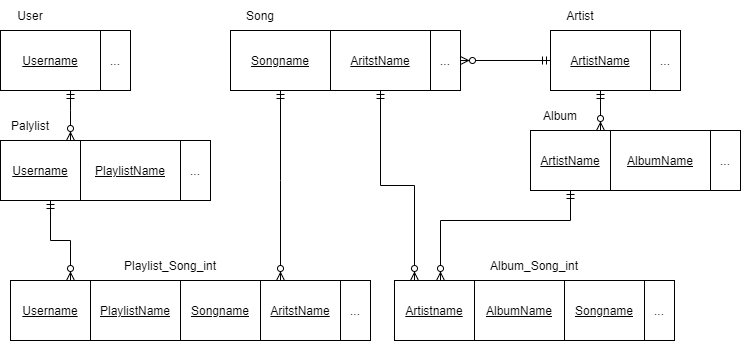 User Song Artist
Username ... Songname AritstName ... ArtistName ...
Palylist Album
Username PlaylistName ... ArtistName AlbumName ...
Playlist_Song_int Album_Song_int
Username PlaylistName Songname AritstName ... Artistname AlbumName Songname ...